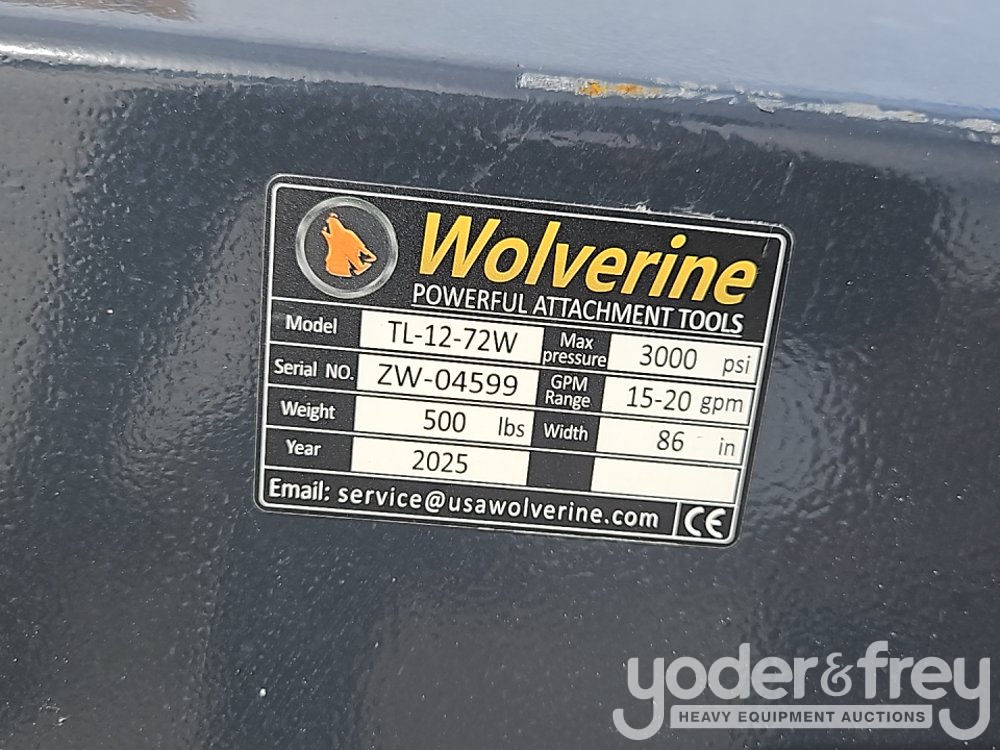 Wolverine
POWERFUL ATTACHMENT TOOLS
Model TL-12-72W Max pressure 3000 psi
Serial NO. ZW-04599 GPM Range 15-20 gpm
Weight 500 lbs Width 86 in
Year 2025
Email: service@usawolverine.com CE
yoder&frey
HEAVY EQUIPMENT AUCTIONS